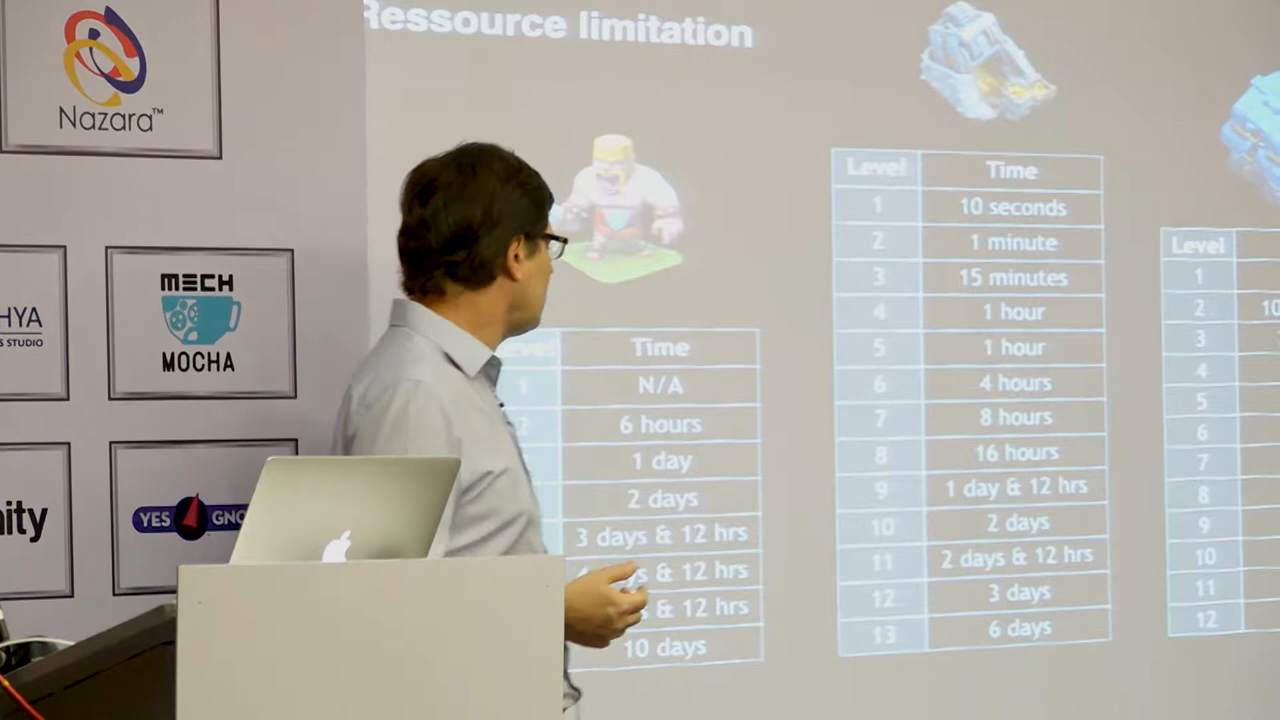 Nazara™
HYA
S STUDIO
MECH
MOCHA
ity
YES GNO
Ressource limitation
Level Time
1 N/A
2 6 hours
1 day
2 days
3 days & 12 hrs
s & 12 hrs
& 12 hrs
10 days
Level Time
1 10 seconds
2 1 minute
3 15 minutes
4 1 hour
5 1 hour
6 4 hours
7 8 hours
8 16 hours
9 1 day & 12 hrs
10 2 days
11 2 days & 12 hrs
12 3 days
13 6 days
Level
1
2 10
3
4
5
6
7
8
9
10
11
12